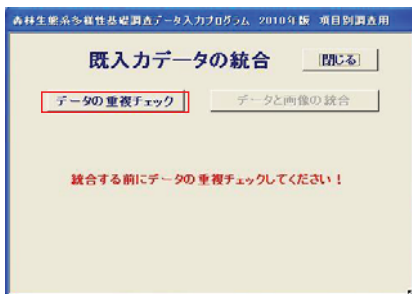 森林生態系多様性基礎調査データ入力プログラム 2010年版 項目別調査用
既入力データの統合
閉じる
データの重複チェック
データと画像の統合
統合する前にデータの重複チェックしてください！